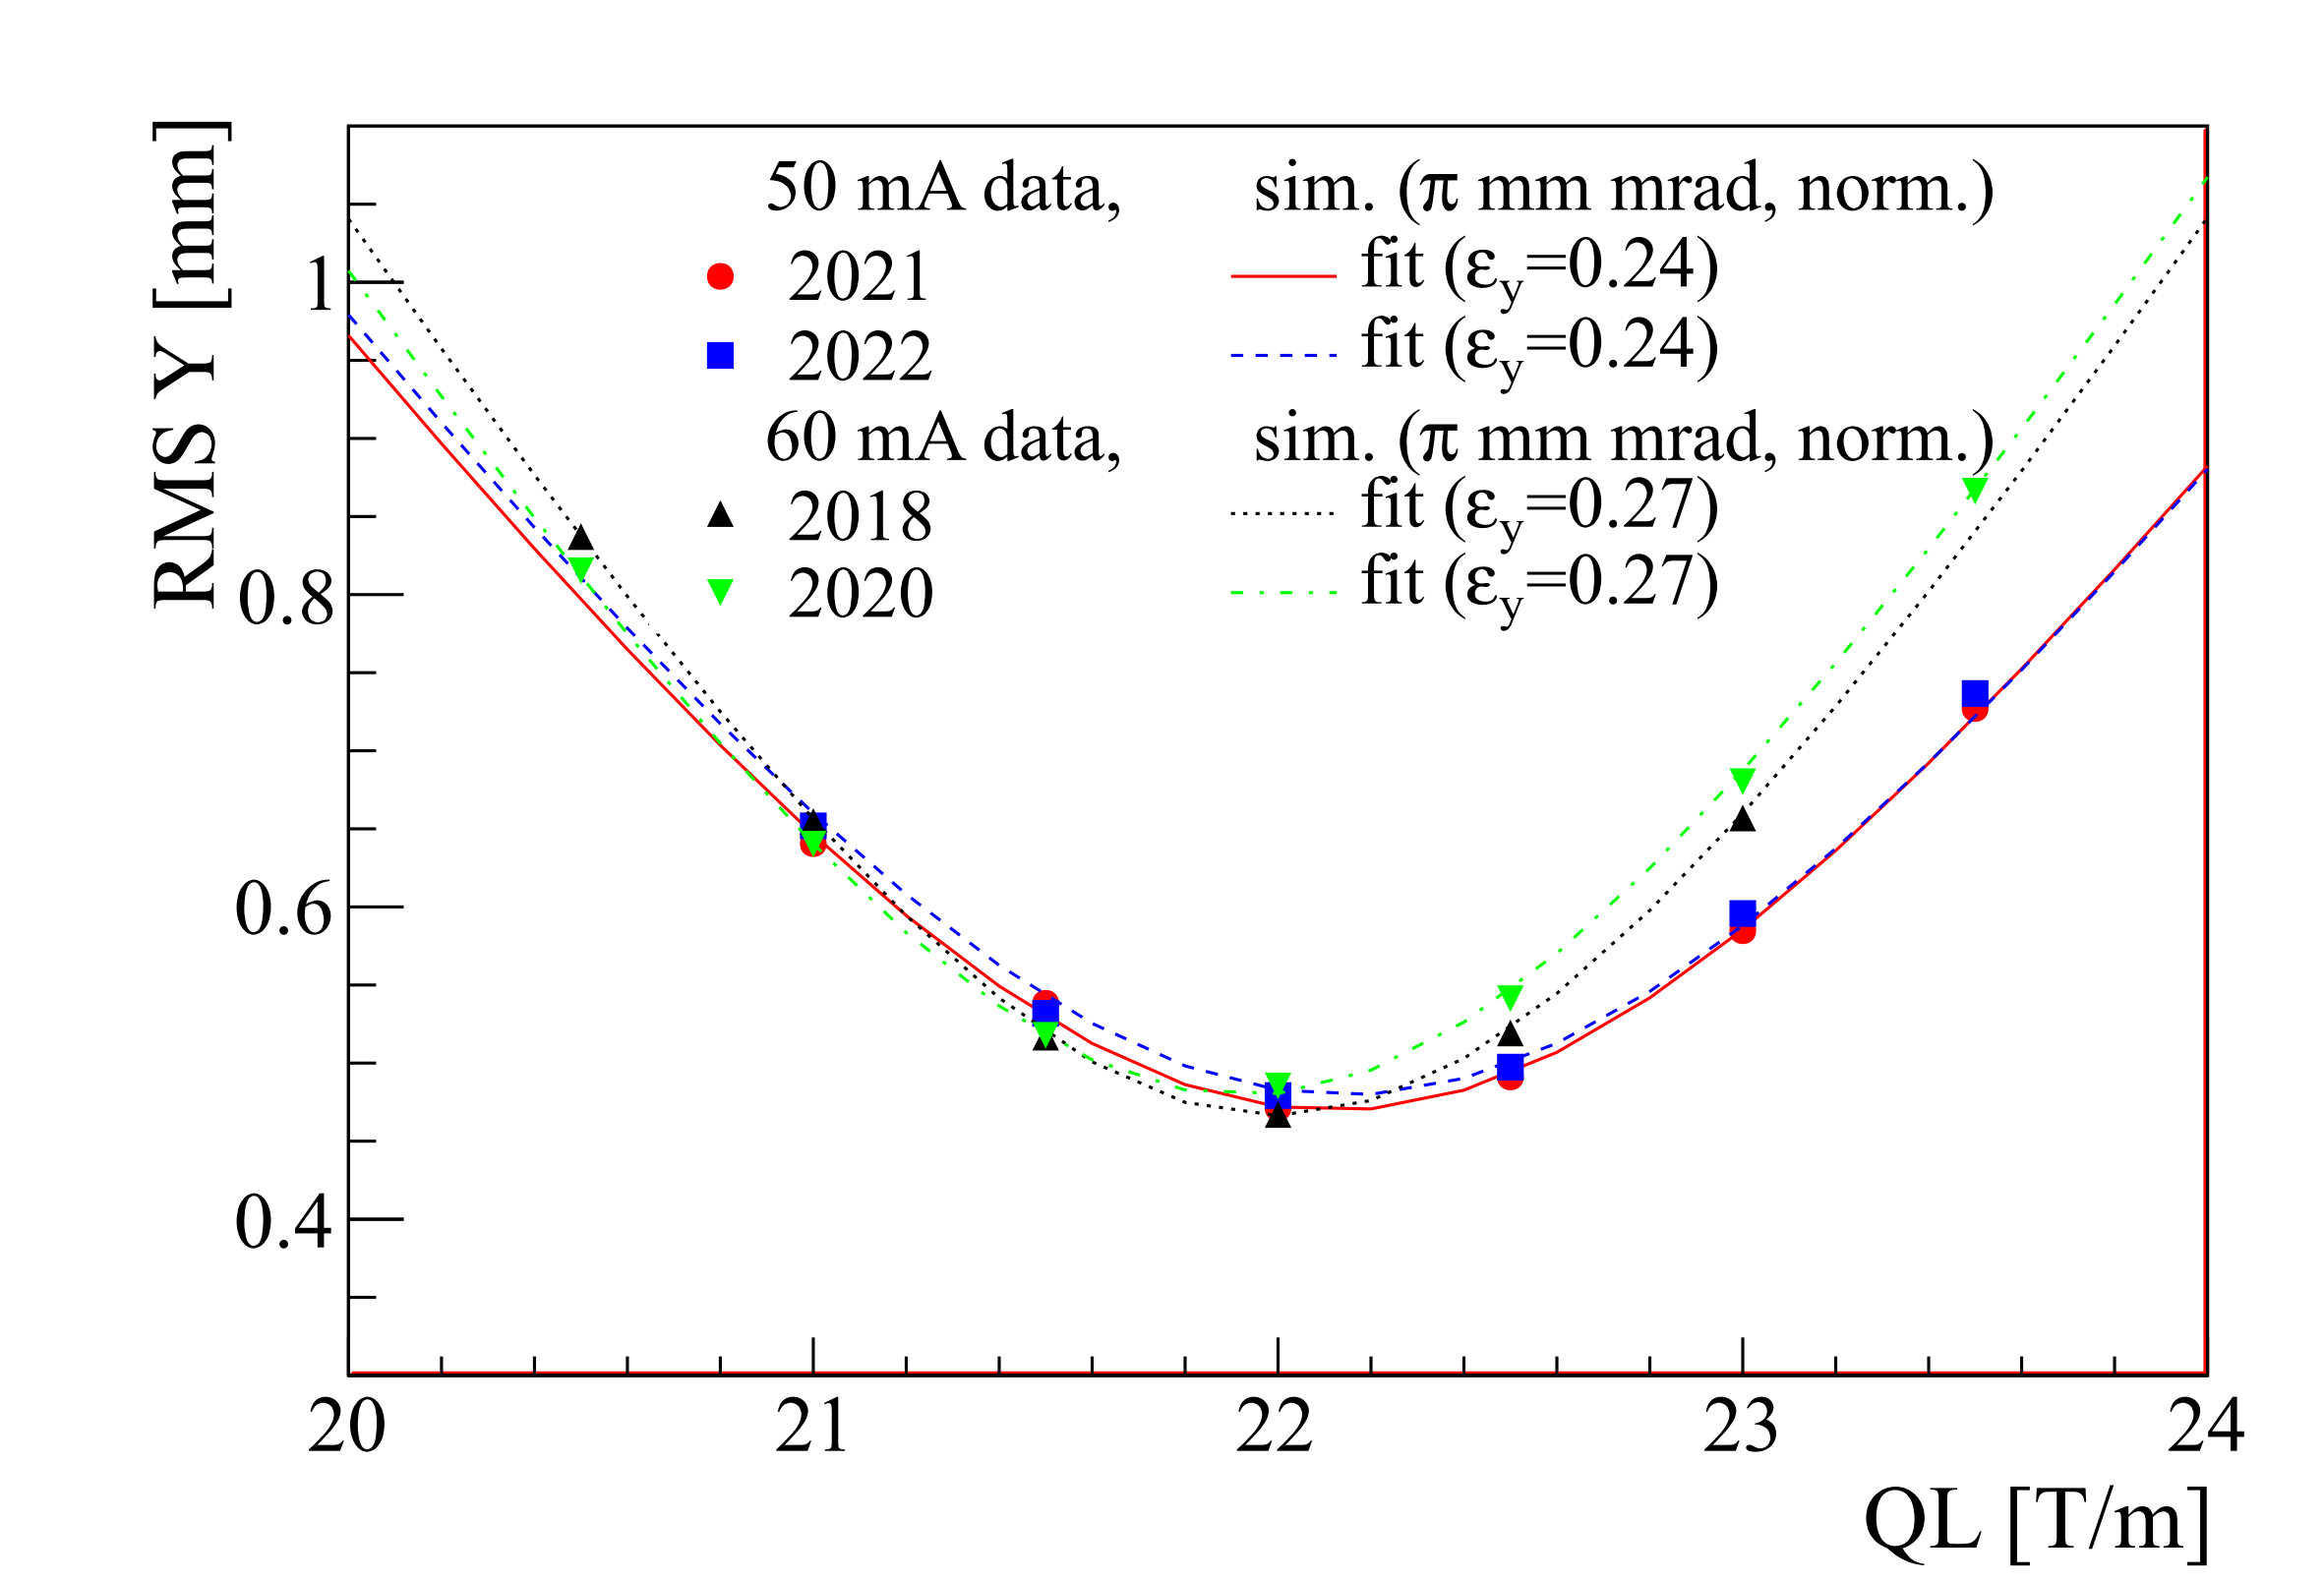 RMS Y [mm]
50 mA data, sim. (π mm mrad, norm.)
2021 fit (εy=0.24)
2022 fit (εy=0.24)
60 mA data, sim. (π mm mrad, norm.)
2018 fit (εy=0.27)
2020 fit (εy=0.27)
1
0.8
0.6
0.4
20 21 22 23 24
QL [T/m]